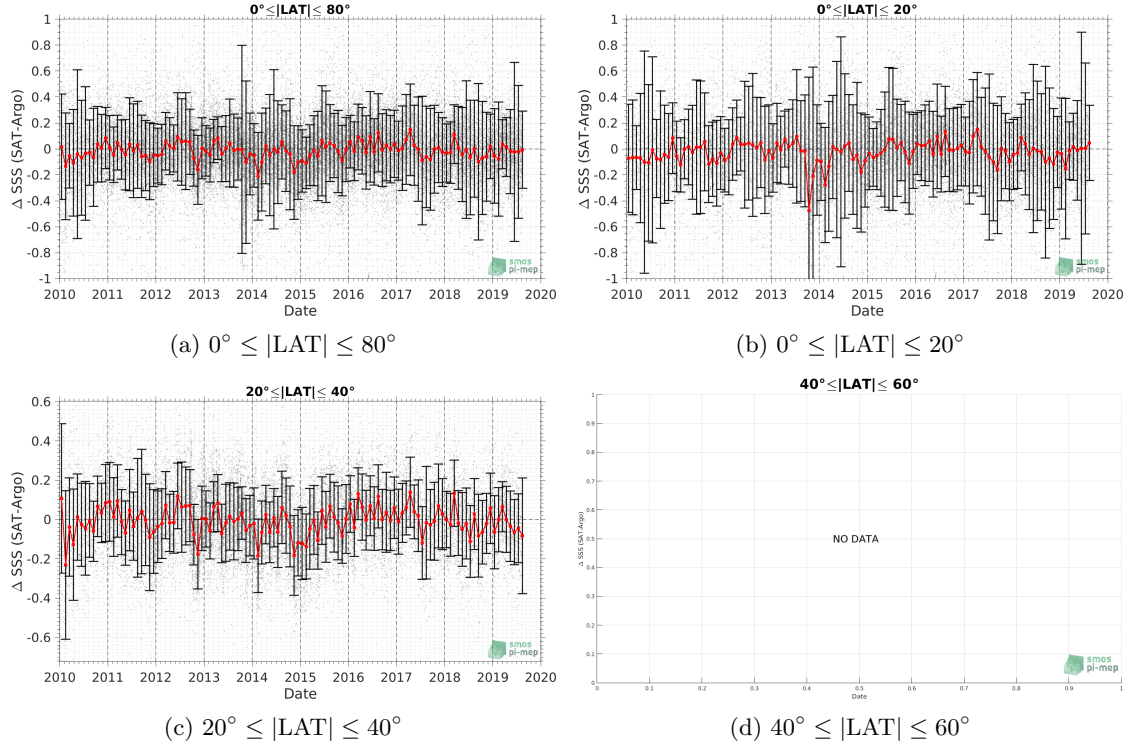 0°≤|LAT|≤ 80°
1
0.8
0.6
0.4
0.2
0
-0.2
-0.4
-0.6
-0.8
-1
Δ SSS (SAT-Argo)
2010 2011 2012 2013 2014 2015 2016 2017 2018 2019 2020
Date
smos
pi-mep
(a) 0° ≤ |LAT| ≤ 80°
0°≤|LAT|≤ 20°
1
0.8
0.6
0.4
0.2
0
-0.2
-0.4
-0.6
-0.8
-1
Δ SSS (SAT-Argo)
2010 2011 2012 2013 2014 2015 2016 2017 2018 2019 2020
Date
smos
pi-mep
(b) 0° ≤ |LAT| ≤ 20°
20°≤|LAT|≤ 40°
0.6
0.4
0.2
0
-0.2
-0.4
-0.6
Δ SSS (SAT-Argo)
2010 2011 2012 2013 2014 2015 2016 2017 2018 2019 2020
Date
smos
pi-mep
(c) 20° ≤ |LAT| ≤ 40°
40°≤|LAT|≤ 60°
1
0.9
0.8
0.7
0.6
0.5
0.4
0.3
0.2
0.1
0
Δ SSS (SAT-Argo)
NO DATA
0 0.1 0.2 0.3 0.4 0.5 0.6 0.7 0.8 0.9 1
Date
smos
pi-mep
(d) 40° ≤ |LAT| ≤ 60°